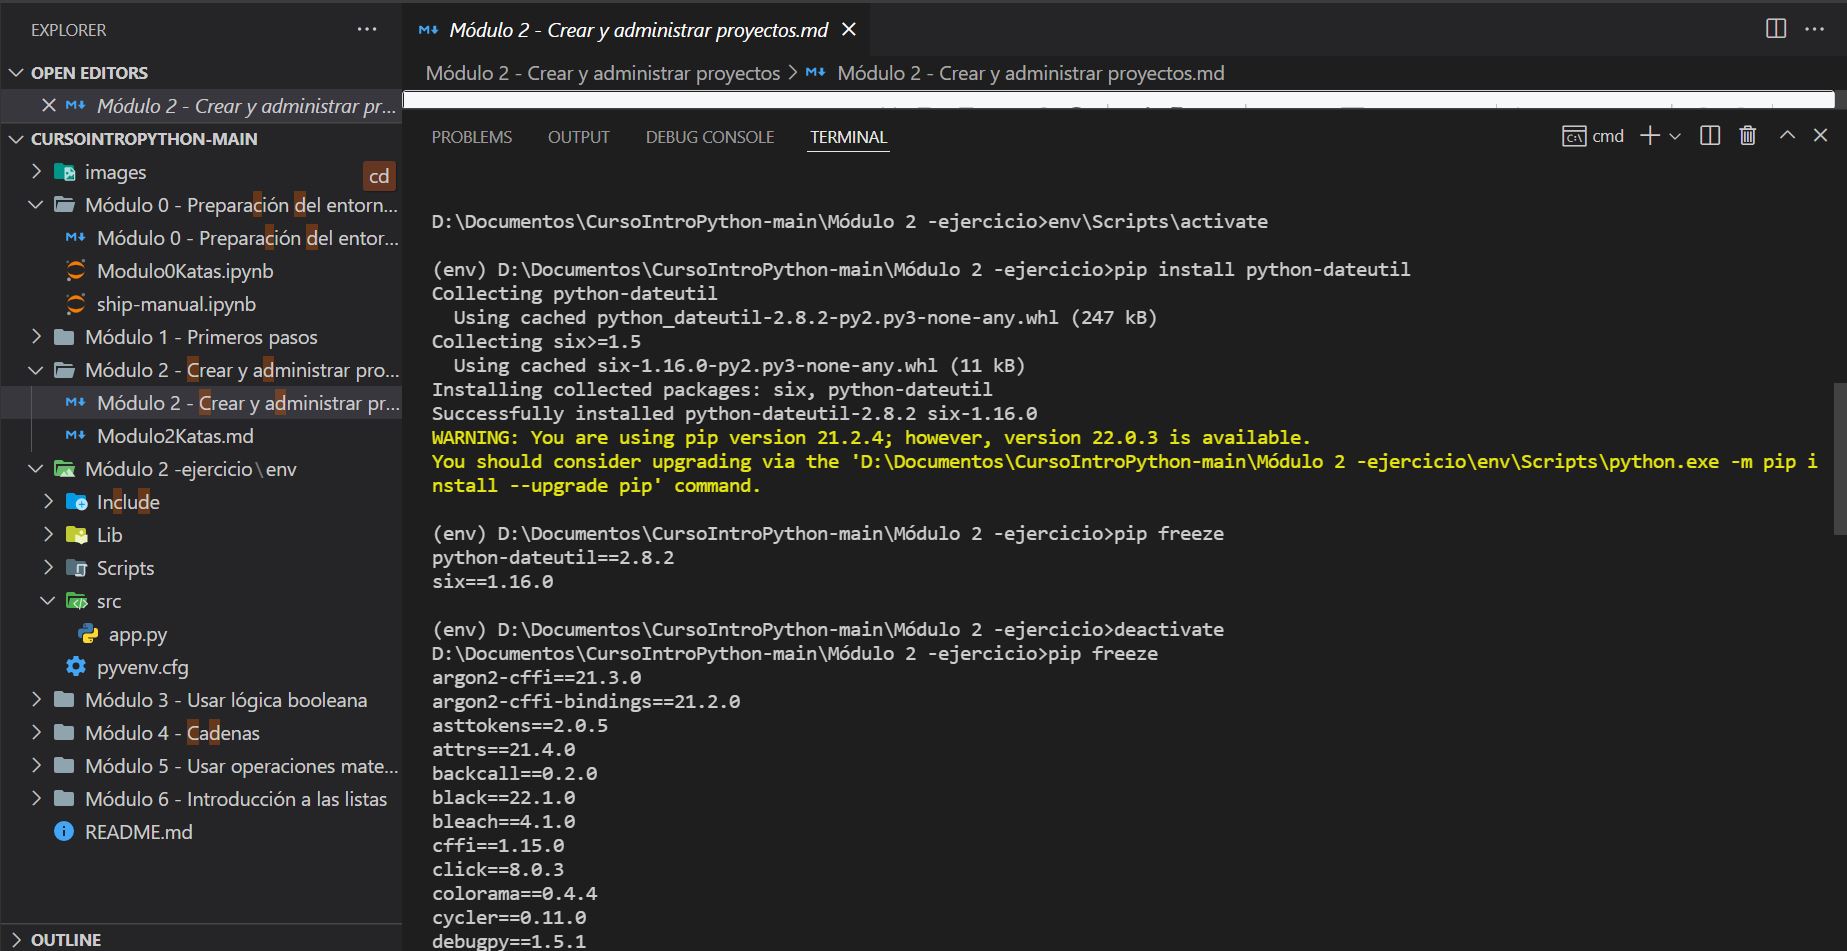 EXPLORER
OPEN EDITORS
Módulo 2 - Crear y administrar pr...
CURSOINTROPYTHON-MAIN
images
cd
Módulo 0 - Preparación del entorn...
Módulo 0 - Preparación del entor...
Modulo0Katas.ipynb
ship-manual.ipynb
Módulo 1 - Primeros pasos
Módulo 2 - Crear y administrar pro...
Módulo 2 - Crear y administrar pr...
Modulo2Katas.md
Módulo 2 -ejercicio\env
Include
Lib
Scripts
src
app.py
pyvenv.cfg
Módulo 3 - Usar lógica booleana
Módulo 4 - Cadenas
Módulo 5 - Usar operaciones mate...
Módulo 6 - Introducción a las listas
README.md
OUTLINE
Módulo 2 - Crear y administrar proyectos.md
Módulo 2 - Crear y administrar proyectos > Módulo 2 - Crear y administrar proyectos.md
PROBLEMS OUTPUT DEBUG CONSOLE TERMINAL cmd
D:\Documentos\CursoIntroPython-main\Módulo 2 -ejercicio>env\Scripts\activate
(env) D:\Documentos\CursoIntroPython-main\Módulo 2 -ejercicio>pip install python-dateutil
Collecting python-dateutil
Using cached python_dateutil-2.8.2-py2.py3-none-any.whl (247 kB)
Collecting six>=1.5
Using cached six-1.16.0-py2.py3-none-any.whl (11 kB)
Installing collected packages: six, python-dateutil
Successfully installed python-dateutil-2.8.2 six-1.16.0
WARNING: You are using pip version 21.2.4; however, version 22.0.3 is available.
You should consider upgrading via the 'D:\Documentos\CursoIntroPython-main\Módulo 2 -ejercicio\env\Scripts\python.exe -m pip i
nstall --upgrade pip' command.
(env) D:\Documentos\CursoIntroPython-main\Módulo 2 -ejercicio>pip freeze
python-dateutil==2.8.2
six==1.16.0
(env) D:\Documentos\CursoIntroPython-main\Módulo 2 -ejercicio>deactivate
D:\Documentos\CursoIntroPython-main\Módulo 2 -ejercicio>pip freeze
argon2-cffi==21.3.0
argon2-cffi-bindings==21.2.0
asttokens==2.0.5
attrs==21.4.0
backcall==0.2.0
black==22.1.0
bleach==4.1.0
cffi==1.15.0
click==8.0.3
colorama==0.4.4
cycler==0.11.0
debugpy==1.5.1